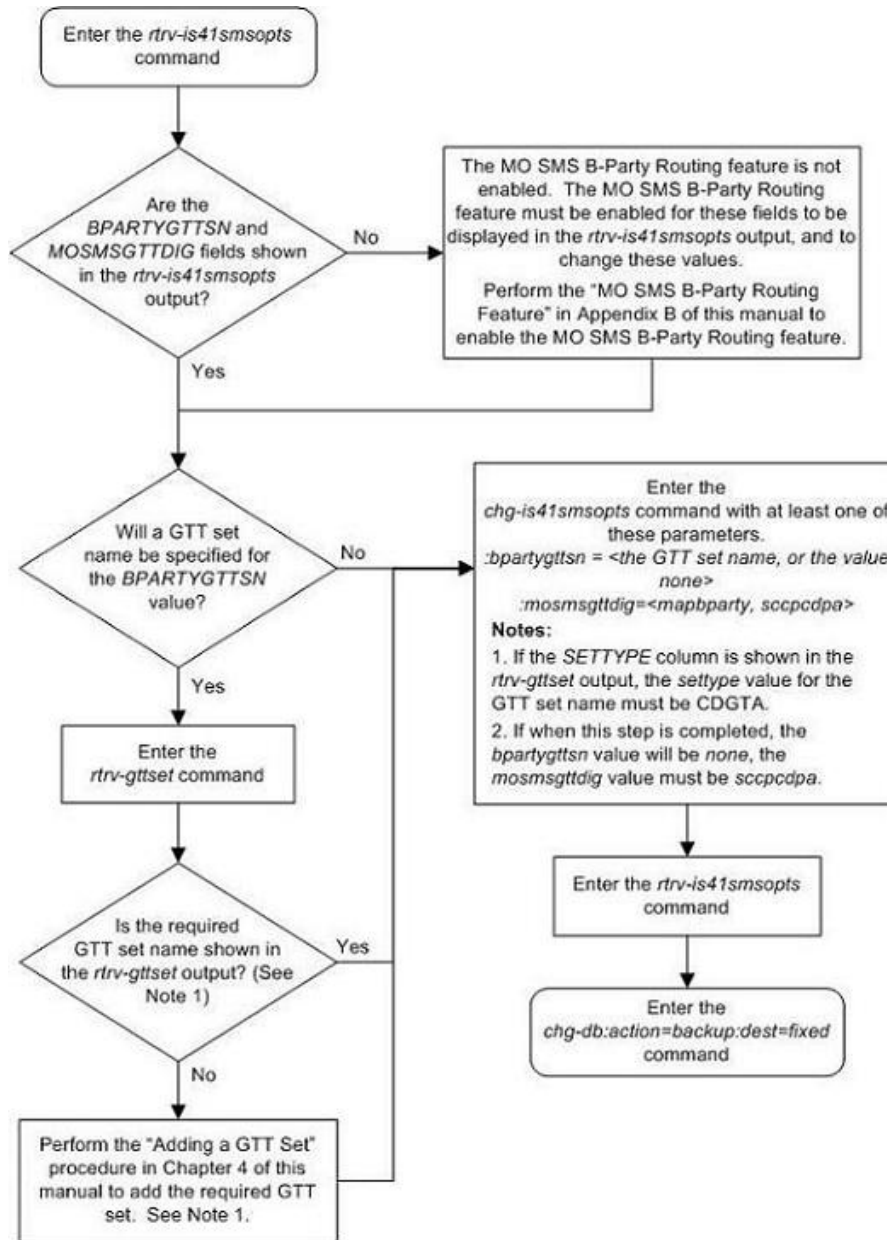 Enter the rtrv-is41smsopts
command
Are the
BPARTYGTTSN and
MOSMSGTTDIG fields shown
in the rtrv-is41smsopts
output?
No
The MO SMS B-Party Routing feature is not
enabled. The MO SMS B-Party Routing
feature must be enabled for these fields to be
displayed in the rtrv-is41smsopts output, and to
change these values.
Perform the “MO SMS B-Party Routing
Feature” in Appendix B of this manual to
enable the MO SMS B-Party Routing feature.
Yes
Will a GTT set
name be specified for
the BPARTYGTTSN
value?
No
Yes
Enter the
rtrv-gttset command
Is the required
GTT set name shown in
the rtrv-gttset output? (See
Note 1)
Yes
No
Perform the “Adding a GTT Set”
procedure in Chapter 4 of this
manual to add the required GTT
set. See Note 1.
Enter the
chg-is41smsopts command with at least one of
these parameters.
:bpartygttsn = <the GTT set name, or the value
none>
:mosmsgttdig=<mapbparty, sccpcdpa>
Notes:
1. If the SETTYPE column is shown in the
rtrv-gttset output, the settype value for the
GTT set name must be CDGTA.
2. If when this step is completed, the
bpartygttsn value will be none, the
mosmsgttdig value must be sccpcdpa.
Enter the rtrv-is41smsopts
command
Enter the
chg-db:action=backup:dest=fixed
command